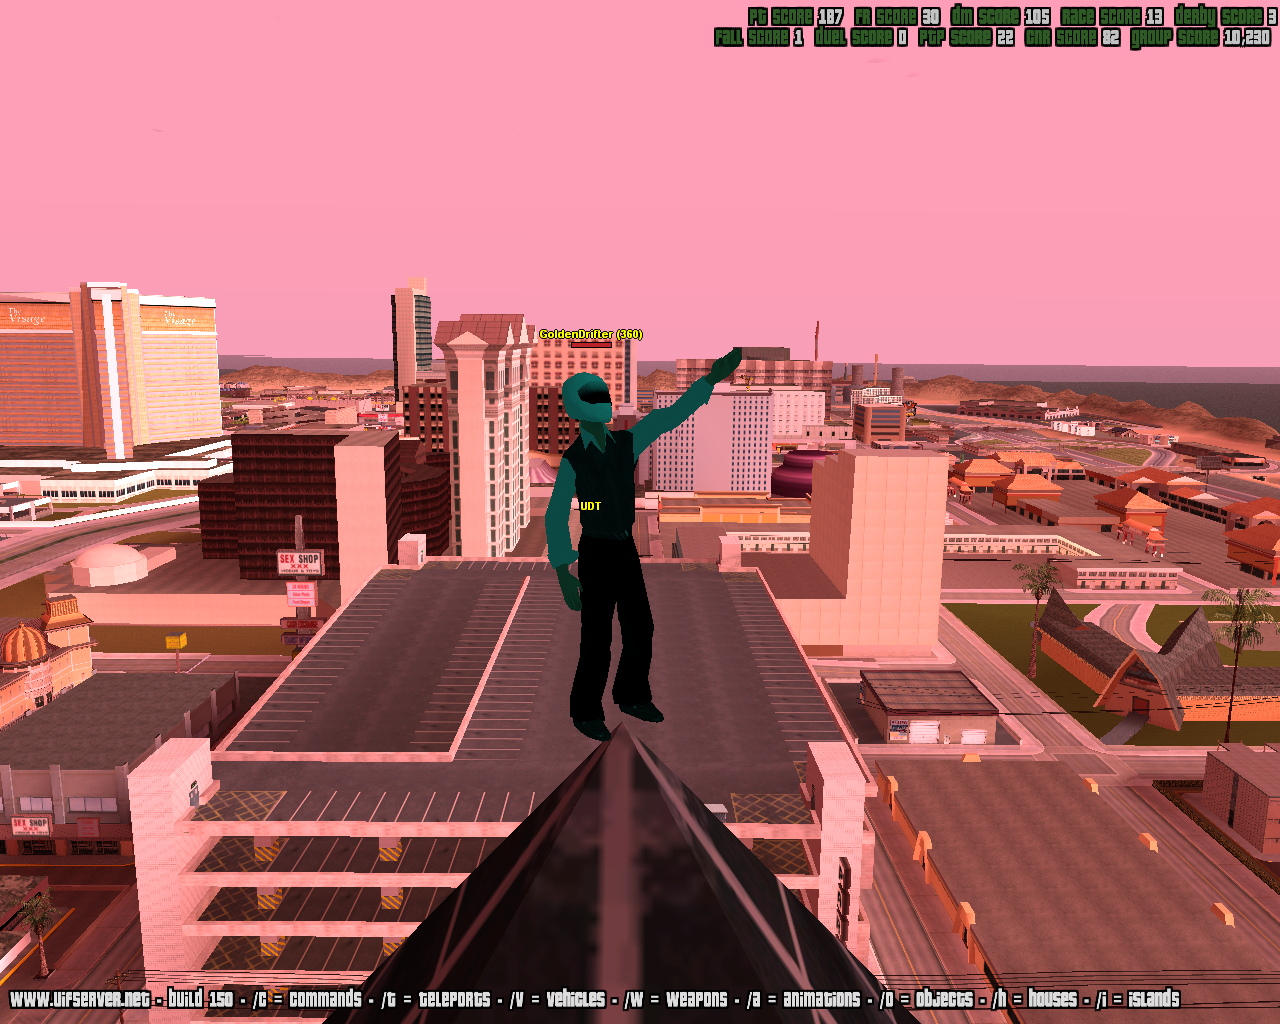 PT SCORE 187 FR SCORE 30 DM SCORE 105 RACE SCORE 13 DERBY SCORE 3
FALL SCORE 1 DUEL SCORE 0 PTP SCORE 22 CNR SCORE 82 GROUP SCORE 10,230
The Visage
The Visage
GoldenDrifter (360)
UDT
SEX SHOP
XXX
SEX SHOP
XXX
www.uifserver.net - build 150 - /c = commands - /t = teleports - /v = vehicles - /w = weapons - /a = animations - /o = objects - /h = houses - /i = islands